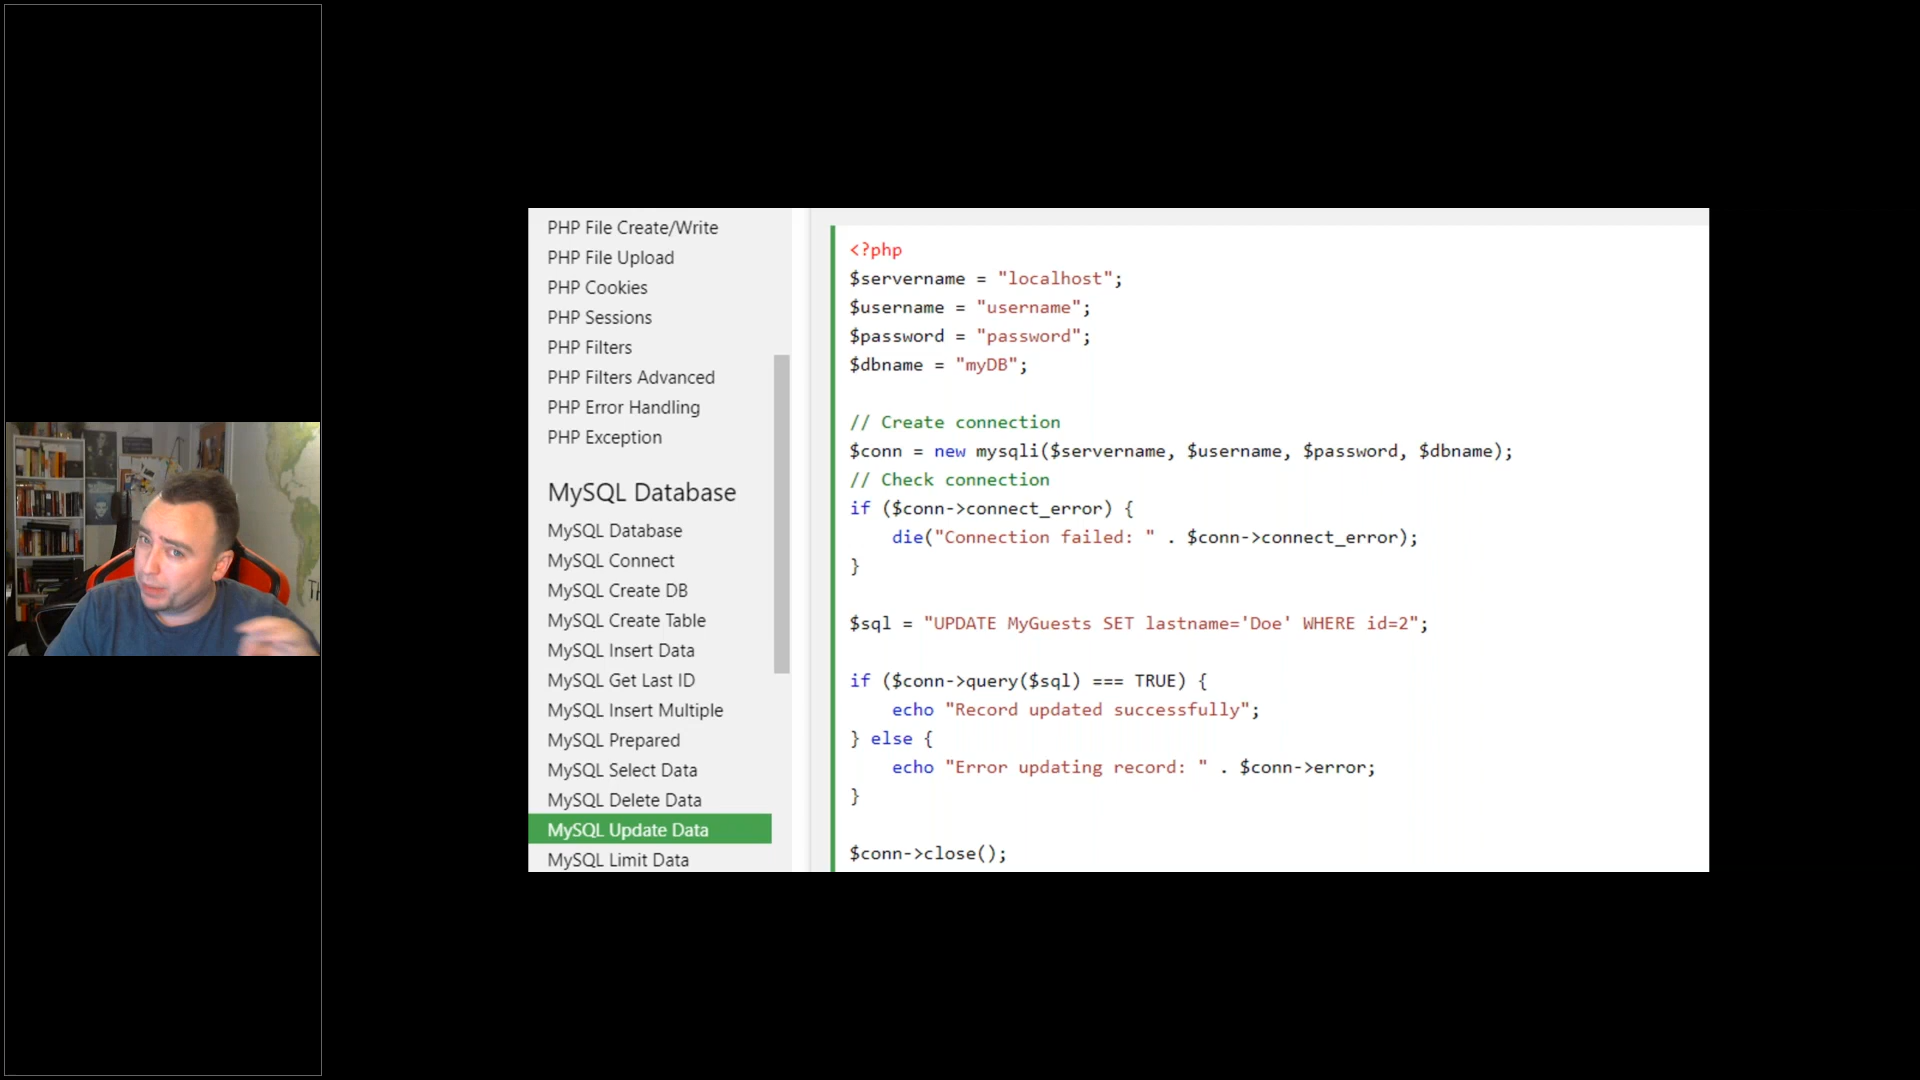 PHP File Create/Write
PHP File Upload
PHP Cookies
PHP Sessions
PHP Filters
PHP Filters Advanced
PHP Error Handling
PHP Exception
MySQL Database
MySQL Database
MySQL Connect
MySQL Create DB
MySQL Create Table
MySQL Insert Data
MySQL Get Last ID
MySQL Insert Multiple
MySQL Prepared
MySQL Select Data
MySQL Delete Data
MySQL Update Data
MySQL Limit Data
<?php
$servername = "localhost";
$username = "username";
$password = "password";
$dbname = "myDB";
// Create connection
$conn = new mysqli($servername, $username, $password, $dbname);
// Check connection
if ($conn->connect_error) {
die("Connection failed: " . $conn->connect_error);
}
$sql = "UPDATE MyGuests SET lastname='Doe' WHERE id=2";
if ($conn->query($sql) === TRUE) {
echo "Record updated successfully";
} else {
echo "Error updating record: " . $conn->error;
}
$conn->close();